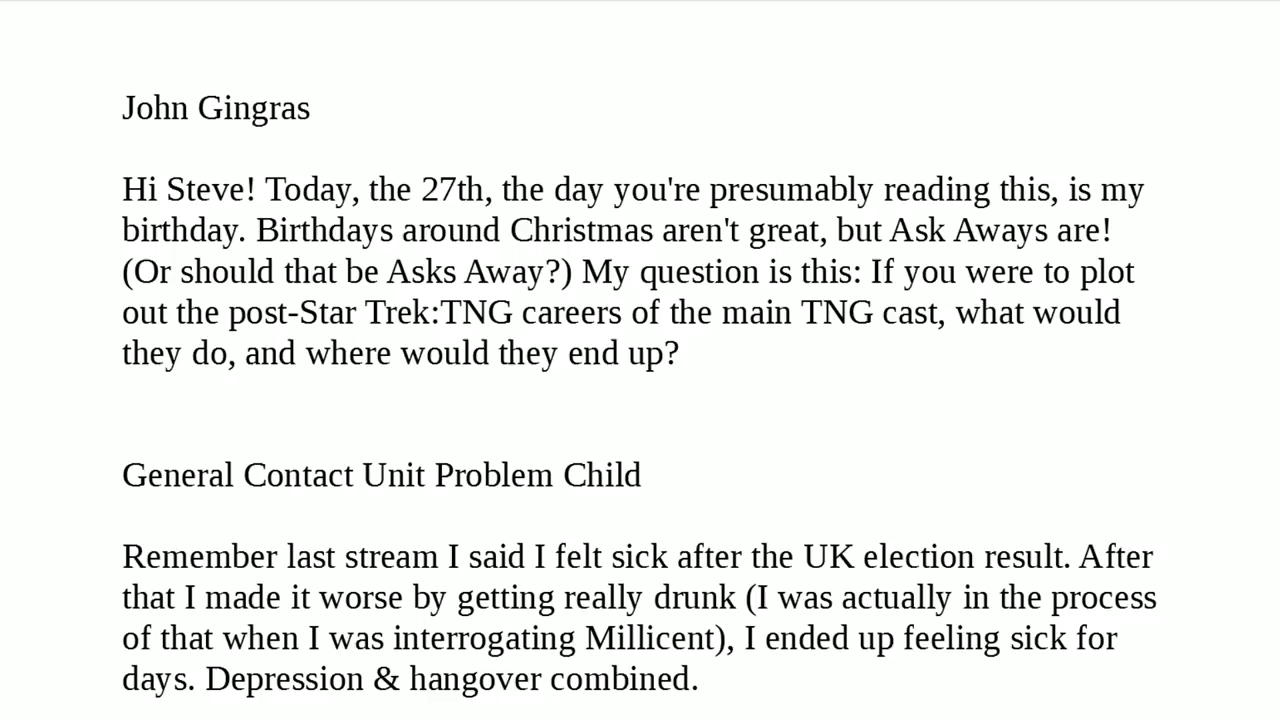 John Gingras
Hi Steve! Today, the 27th, the day you're presumably reading this, is my
birthday. Birthdays around Christmas aren't great, but Ask Aways are!
(Or should that be Asks Away?) My question is this: If you were to plot
out the post-Star Trek:TNG careers of the main TNG cast, what would
they do, and where would they end up?
General Contact Unit Problem Child
Remember last stream I said I felt sick after the UK election result. After
that I made it worse by getting really drunk (I was actually in the process
of that when I was interrogating Millicent), I ended up feeling sick for
days. Depression & hangover combined.